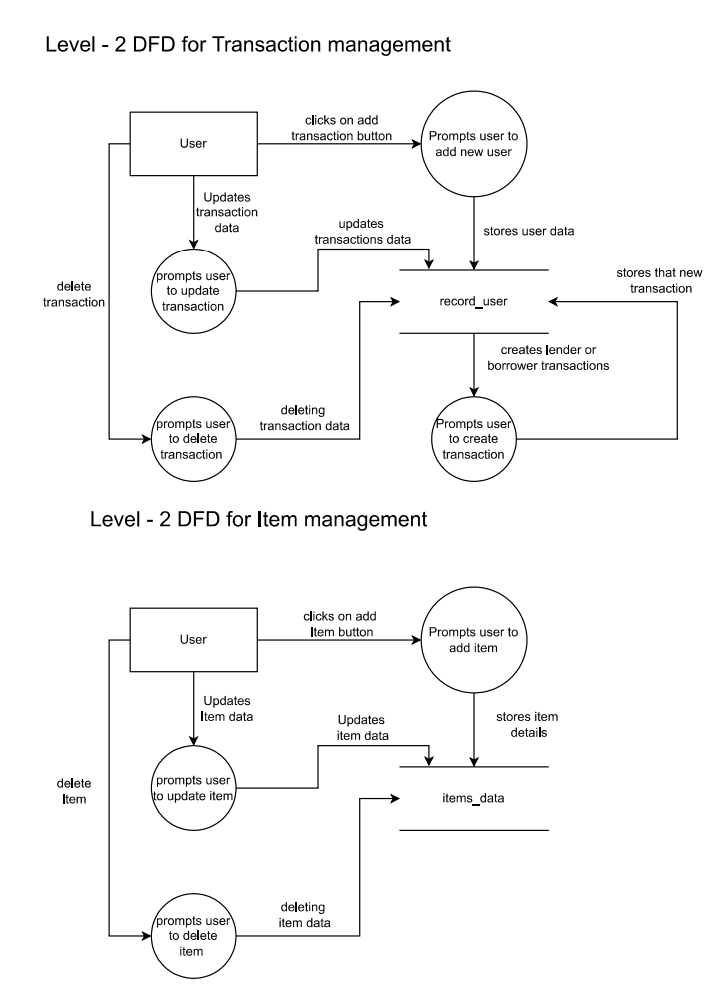 Level - 2 DFD for Transaction management
clicks on add
transaction button
User
Prompts user to
add new user
Updates
transaction
data
updates
transactions data
stores user data
delete
transaction
prompts user
to update
transaction
record_user
stores that new
transaction
creates lender or
borrower transactions
deleting
transaction data
prompts user
to delete
transaction
Prompts user
to create
transaction
Level - 2 DFD for Item management
clicks on add
Item button
User
Prompts user to
add item
Updates
Item data
Updates
item data
stores item
details
delete
Item
prompts user
to update item
items_data
deleting
item data
prompts user
to delete
item